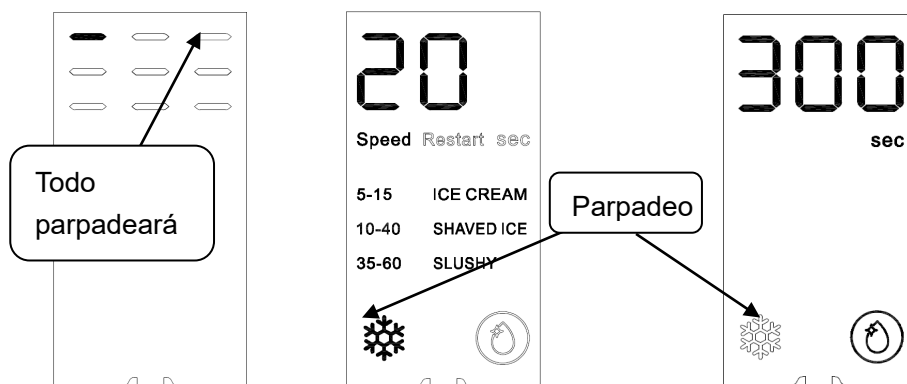 Todo
parpadeará
20
Speed Restart sec
5-15 ICE CREAM
10-40 SHAVED ICE
35-60 SLUSHY
Parpadeo
300
sec